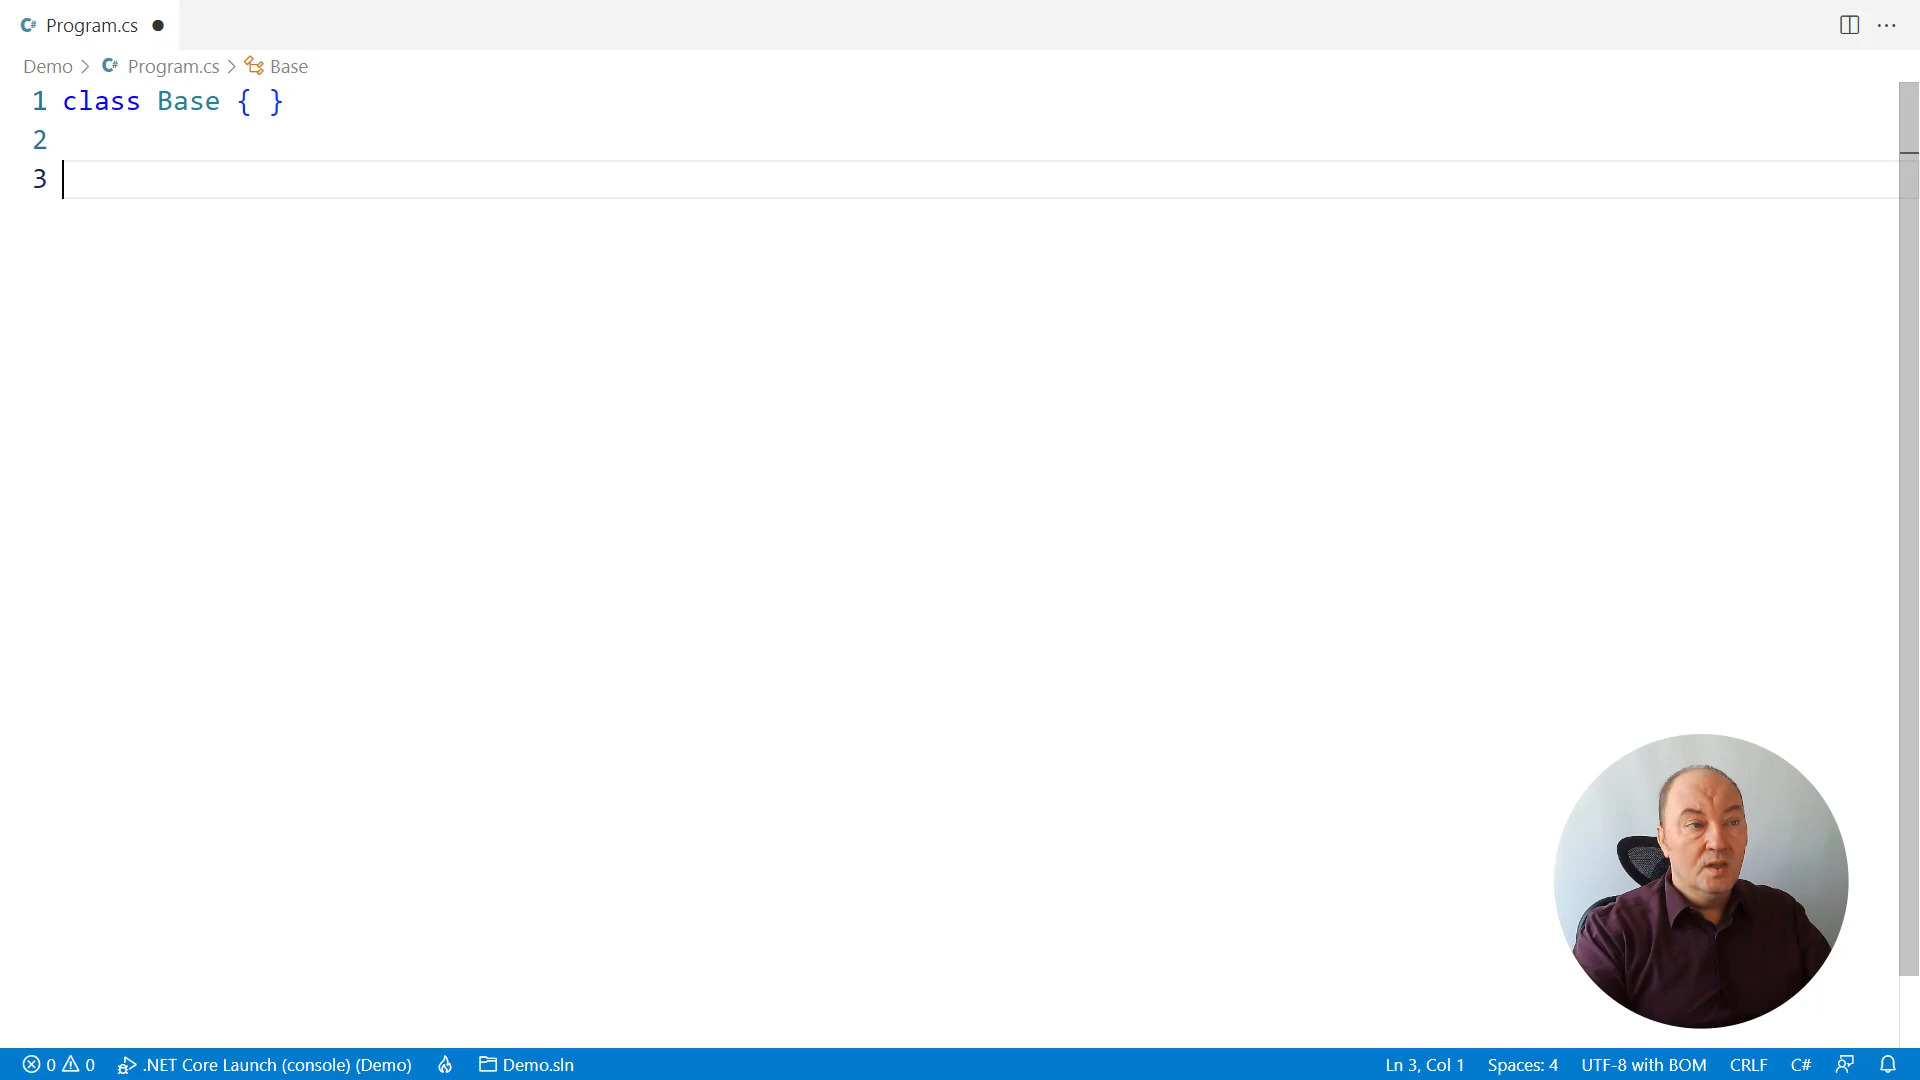 C# Program.cs
Demo > C# Program.cs > Base
1 class Base { }
2
3
0 0 .NET Core Launch (console) (Demo) Demo.sln Ln 3, Col 1 Spaces: 4 UTF-8 with BOM CRLF C#